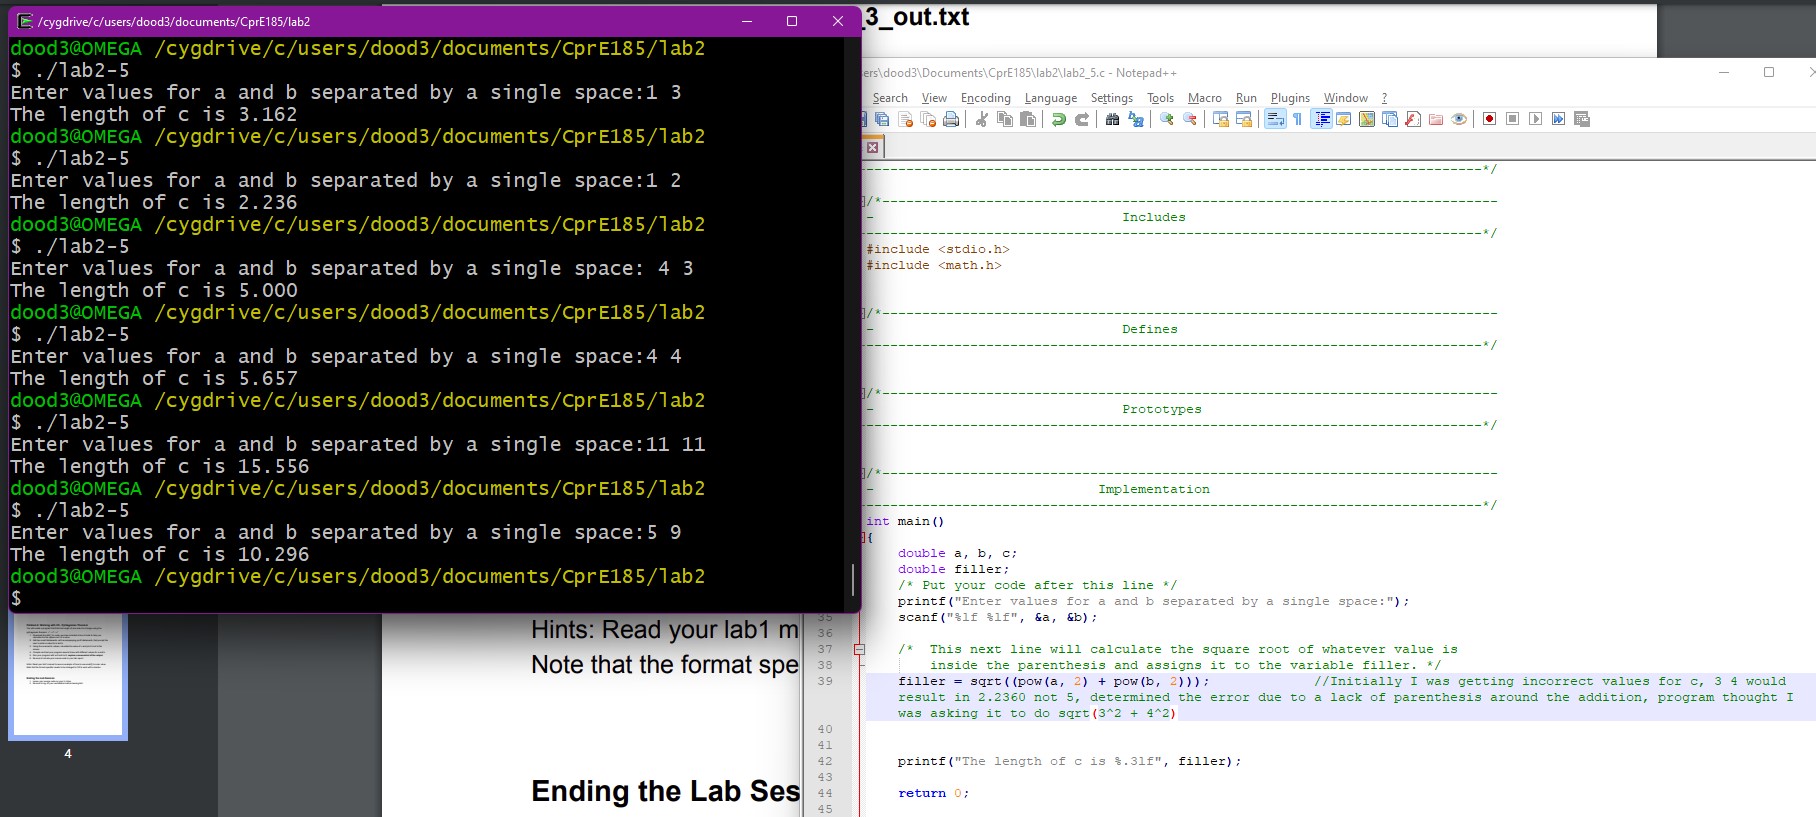 /cygdrive/c/users/dood3/documents/CprE185/lab2
dood3@OMEGA /cygdrive/c/users/dood3/documents/CprE185/lab2
$ ./lab2-5
Enter values for a and b separated by a single space:1 3
The length of c is 3.162
dood3@OMEGA /cygdrive/c/users/dood3/documents/CprE185/lab2
$ ./lab2-5
Enter values for a and b separated by a single space:1 2
The length of c is 2.236
dood3@OMEGA /cygdrive/c/users/dood3/documents/CprE185/lab2
$ ./lab2-5
Enter values for a and b separated by a single space: 4 3
The length of c is 5.000
dood3@OMEGA /cygdrive/c/users/dood3/documents/CprE185/lab2
$ ./lab2-5
Enter values for a and b separated by a single space:4 4
The length of c is 5.657
dood3@OMEGA /cygdrive/c/users/dood3/documents/CprE185/lab2
$ ./lab2-5
Enter values for a and b separated by a single space:11 11
The length of c is 15.556
dood3@OMEGA /cygdrive/c/users/dood3/documents/CprE185/lab2
$ ./lab2-5
Enter values for a and b separated by a single space:5 9
The length of c is 10.296
dood3@OMEGA /cygdrive/c/users/dood3/documents/CprE185/lab2
$
4
_3_out.txt
Hints: Read your lab1 m
Note that the format spe
Ending the Lab Ses
ers\dood3\Documents\CprE185\lab2\lab2_5.c - Notepad++
Search View Encoding Language Settings Tools Macro Run Plugins Window ?
-----------------------------------------------------------------------------*/
/*-----------------------------------------------------------------------------
- Includes
-----------------------------------------------------------------------------*/
#include <stdio.h>
#include <math.h>
/*-----------------------------------------------------------------------------
- Defines
-----------------------------------------------------------------------------*/
/*-----------------------------------------------------------------------------
- Prototypes
-----------------------------------------------------------------------------*/
/*-----------------------------------------------------------------------------
- Implementation
-----------------------------------------------------------------------------*/
int main()
{
double a, b, c;
double filler;
/* Put your code after this line */
printf("Enter values for a and b separated by a single space:");
35 scanf("%lf %lf", &a, &b);
36
37 /* This next line will calculate the square root of whatever value is
38 inside the parenthesis and assigns it to the variable filler. */
39 filler = sqrt((pow(a, 2) + pow(b, 2))); //Initially I was getting incorrect values for c, 3 4 would
result in 2.2360 not 5, determined the error due to a lack of parenthesis around the addition, program thought I
was asking it to do sqrt(3^2 + 4^2)
40
41
42 printf("The length of c is %.3lf", filler);
43
44 return 0;
45